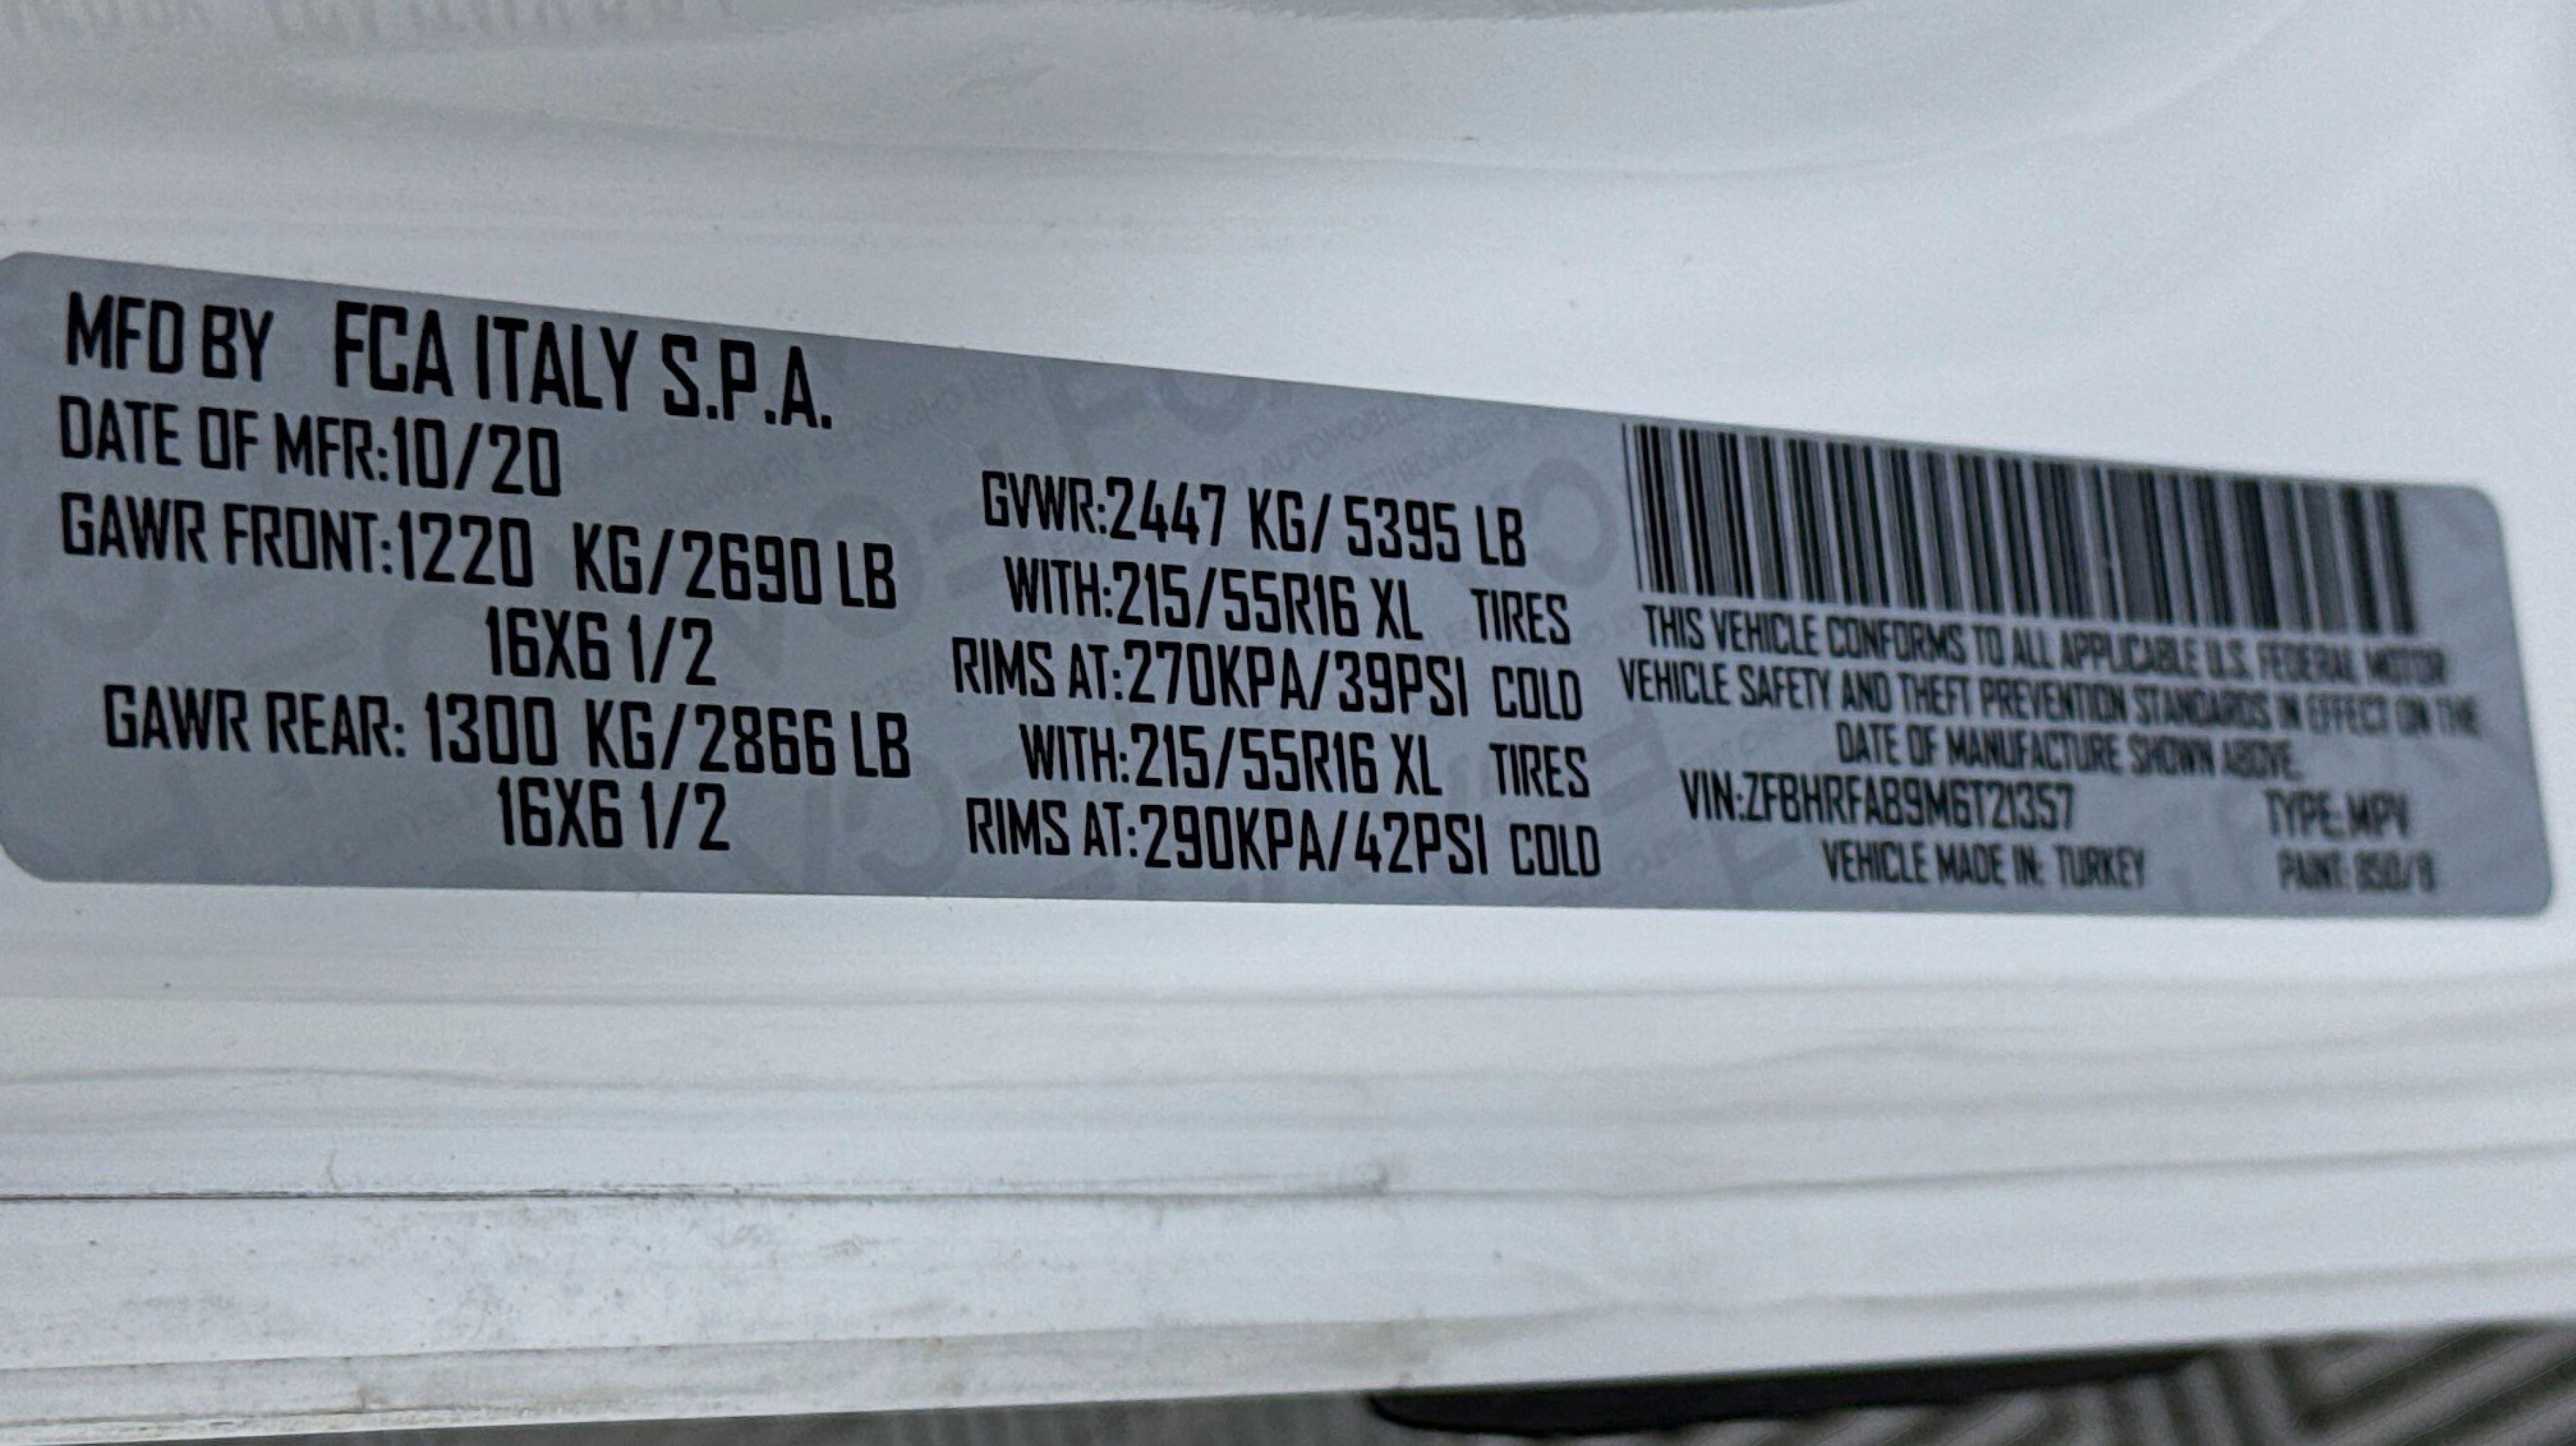 MFD BY FCA ITALY S.P.A.
DATE OF MFR:10/20
GAWR FRONT:1220 KG/2690 LB
16X6 1/2
GAWR REAR: 1300 KG/2866 LB
16X6 1/2
GVWR:2447 KG/ 5395 LB
WITH:215/55R16 XL TIRES
RIMS AT:270KPA/39PSI COLD
WITH:215/55R16 XL TIRES
RIMS AT:290KPA/42PSI COLD
THIS VEHICLE CONFORMS TO ALL APPLICABLE U.S. FEDERAL MOTOR
VEHICLE SAFETY AND THEFT PREVENTION STANDARDS IN EFFECT ON THE
DATE OF MANUFACTURE SHOWN ABOVE.
VIN:ZFBHRFAB9M6T21357 TYPE:MPV
VEHICLE MADE IN: TURKEY PAINT: